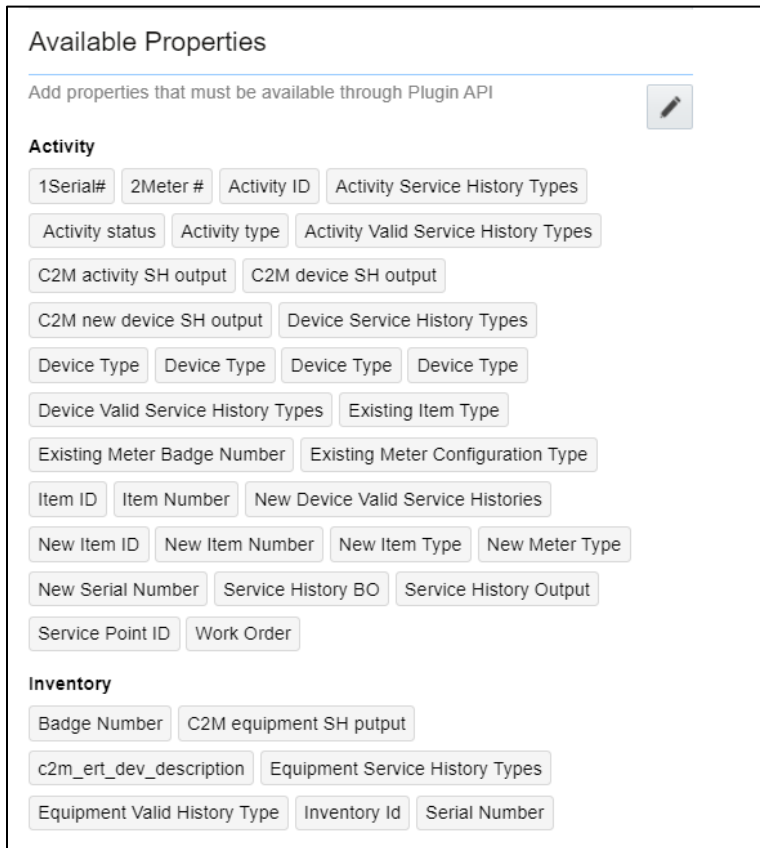 Available Properties
Add properties that must be available through Plugin API
Activity
1Serial# 2Meter # Activity ID Activity Service History Types
Activity status Activity type Activity Valid Service History Types
C2M activity SH output C2M device SH output
C2M new device SH output Device Service History Types
Device Type Device Type Device Type Device Type
Device Valid Service History Types Existing Item Type
Existing Meter Badge Number Existing Meter Configuration Type
Item ID Item Number New Device Valid Service Histories
New Item ID New Item Number New Item Type New Meter Type
New Serial Number Service History BO Service History Output
Service Point ID Work Order
Inventory
Badge Number C2M equipment SH putput
c2m_ert_dev_description Equipment Service History Types
Equipment Valid History Type Inventory Id Serial Number